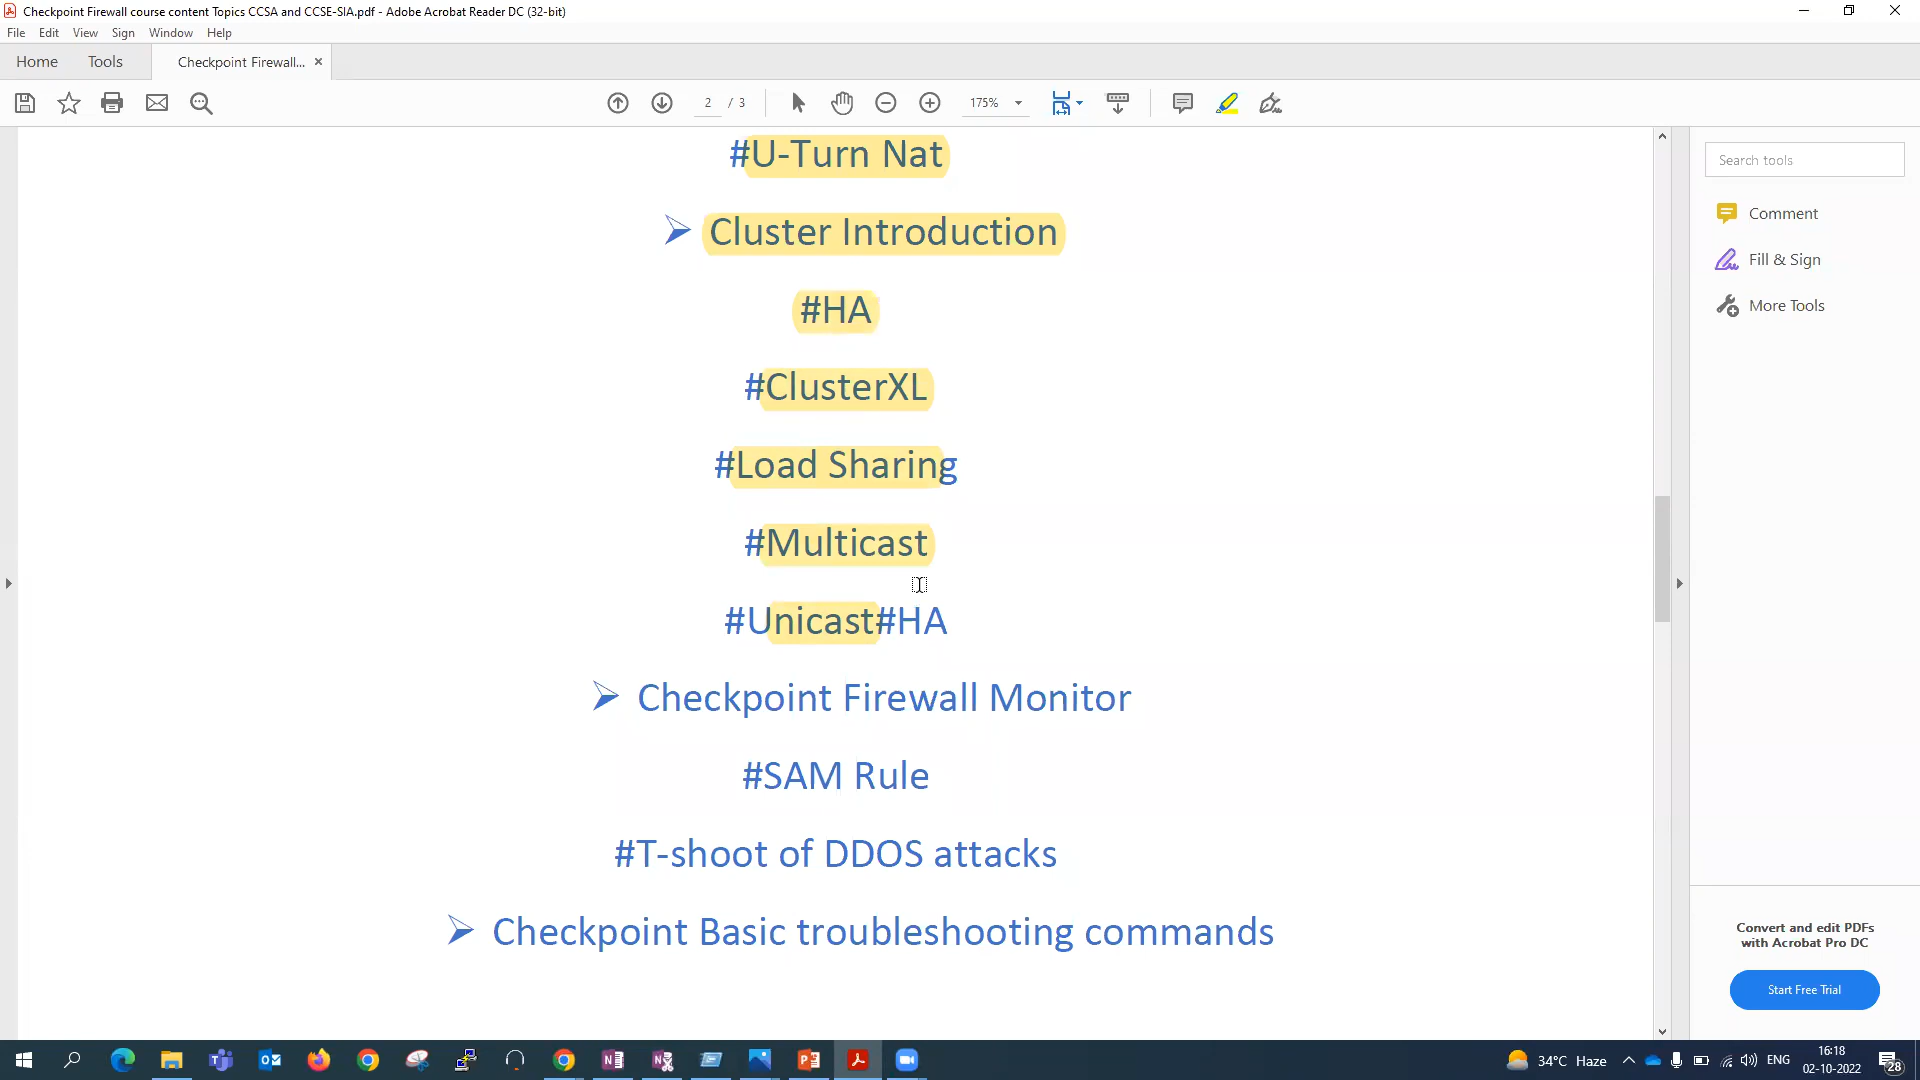 Checkpoint Firewall course content Topics CCSA and CCSE-SIA.pdf - Adobe Acrobat Reader DC (32-bit)
File Edit View Sign Window Help
Home Tools Checkpoint Firewall... ×
2 / 3 175%
#U-Turn Nat
Cluster Introduction
#HA
#ClusterXL
#Load Sharing
#Multicast
#Unicast#HA
Checkpoint Firewall Monitor
#SAM Rule
#T-shoot of DDOS attacks
Checkpoint Basic troubleshooting commands
Search tools
Comment
Fill & Sign
More Tools
Convert and edit PDFs
with Acrobat Pro DC
Start Free Trial
34°C Haze
ENG
16:18
02-10-2022
28